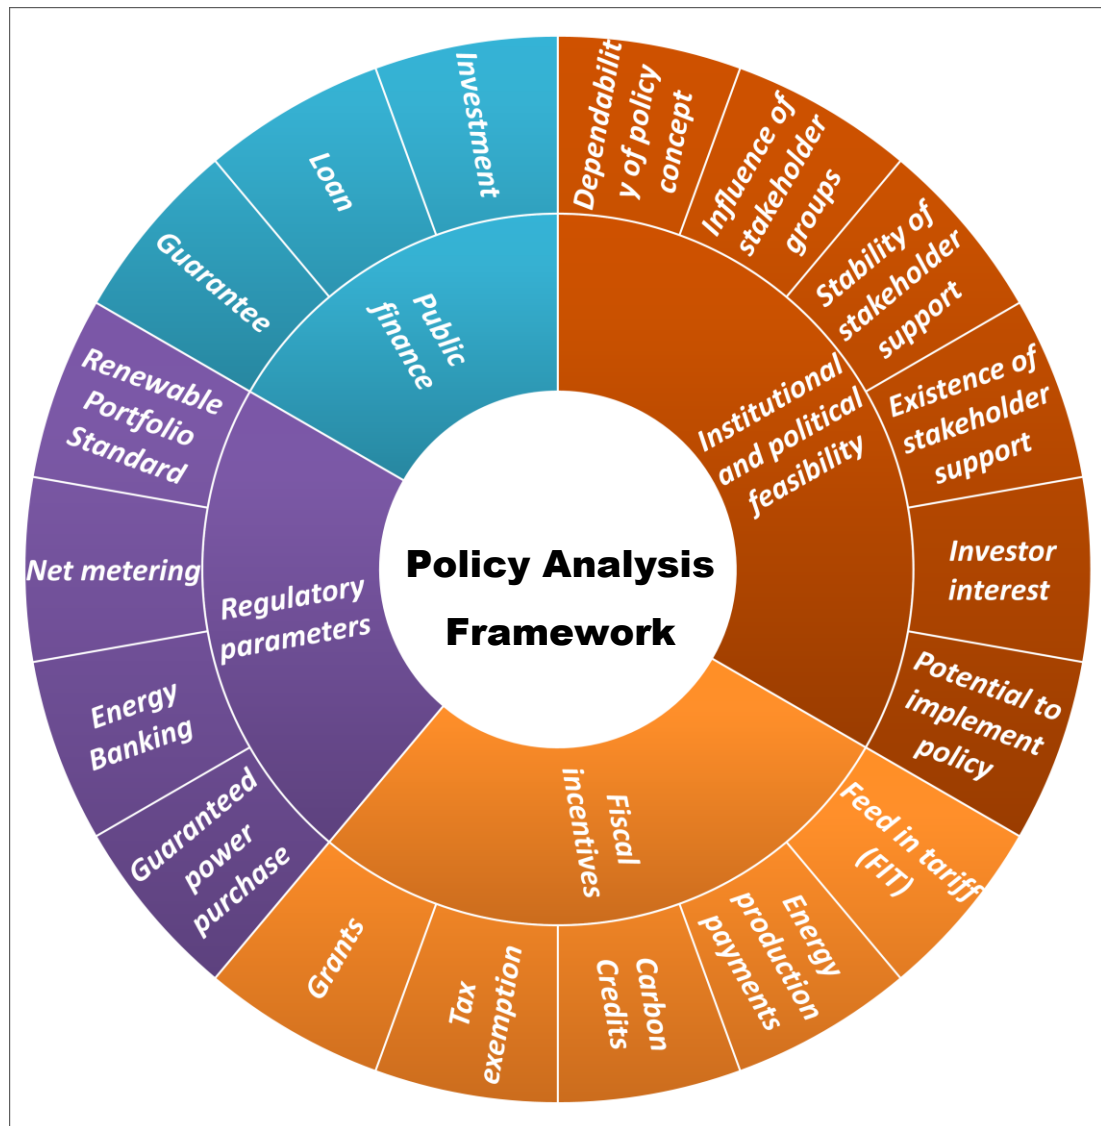 Policy Analysis
Framework
Institutional
and political
feasibility
Dependabilit
y of policy
concept
Influence of
stakeholder
groups
Stability of
stakeholder
support
Existence of
stakeholder
support
Investor
interest
Potential to
implement
policy
Fiscal
incentives
Feed in tariff
(FIT)
Energy
production
payments
Carbon
Credits
Tax
exemption
Grants
Regulatory
parameters
Guaranteed
power
purchase
Energy
Banking
Net metering
Renewable
Portfolio
Standard
Public
finance
Guarantee
Loan
Investment